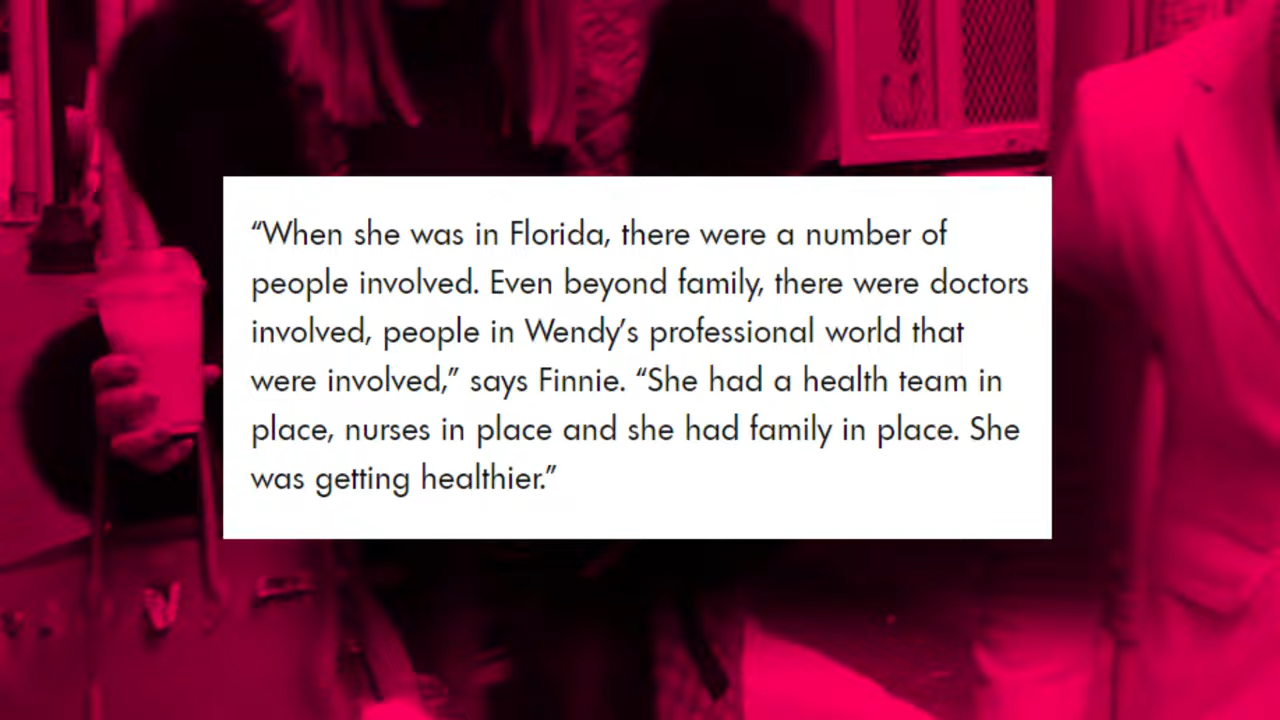 “When she was in Florida, there were a number of
people involved. Even beyond family, there were doctors
involved, people in Wendy’s professional world that
were involved,” says Finnie. “She had a health team in
place, nurses in place and she had family in place. She
was getting healthier.”